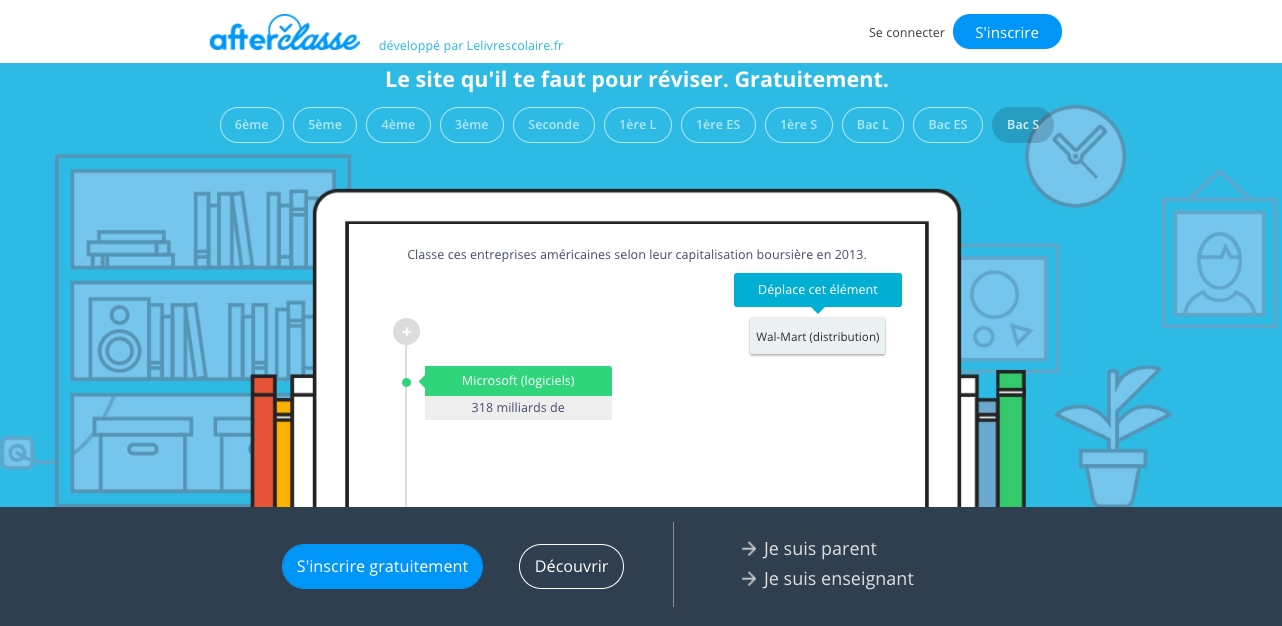 afterclasse
développé par Lelivrescolaire.fr
Se connecter
S'inscrire
Le site qu'il te faut pour réviser. Gratuitement.
6ème 5ème 4ème 3ème Seconde 1ère L 1ère ES 1ère S Bac L Bac ES Bac S
Classe ces entreprises américaines selon leur capitalisation boursière en 2013.
Déplace cet élément
Wal-Mart (distribution)
+
Microsoft (logiciels)
318 milliards de
S'inscrire gratuitement
Découvrir
→ Je suis parent
→ Je suis enseignant